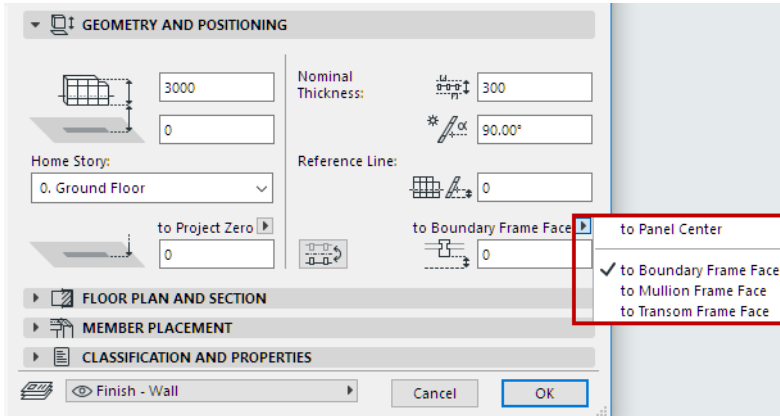 GEOMETRY AND POSITIONING
3000
Nominal
Thickness:
300
0
α
90.00°
Home Story:
Reference Line:
0. Ground Floor
0
to Project Zero
to Boundary Frame Face
0
0
to Panel Center
to Boundary Frame Face
to Mullion Frame Face
to Transom Frame Face
FLOOR PLAN AND SECTION
MEMBER PLACEMENT
CLASSIFICATION AND PROPERTIES
Finish - Wall
Cancel
OK